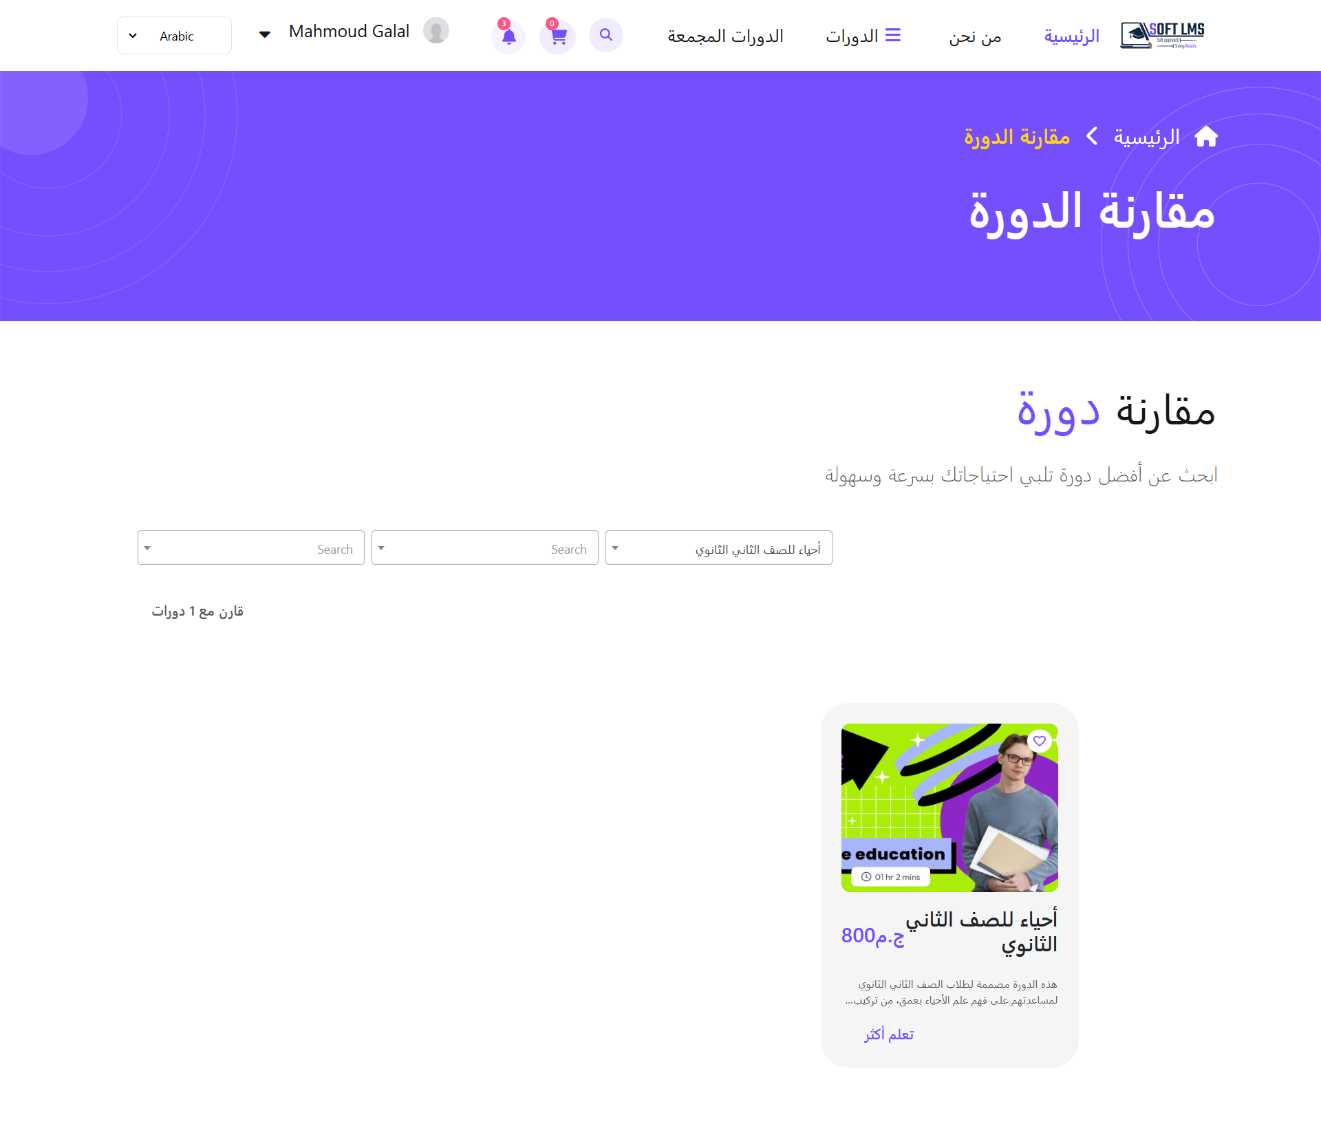 SOFT LMS
الرئيسية
من نحن
الدورات
الدورات المجمعة
0
3
Mahmoud Galal
Arabic
الرئيسية
مقارنة الدورة
مقارنة الدورة
مقارنة دورة
ابحث عن أفضل دورة تلبي احتياجاتك بسرعة وسهولة
أحياء للصف الثاني الثانوي
Search
Search
قارن مع 1 دورات
e education
01 hr 2 mins
أحياء للصف الثاني
الثانوي
ج.م800
هذه الدورة مصممة لطلاب الصف الثاني الثانوي
لمساعدتهم على فهم علم الأحياء بعمق، من تركيب...
تعلم أكثر